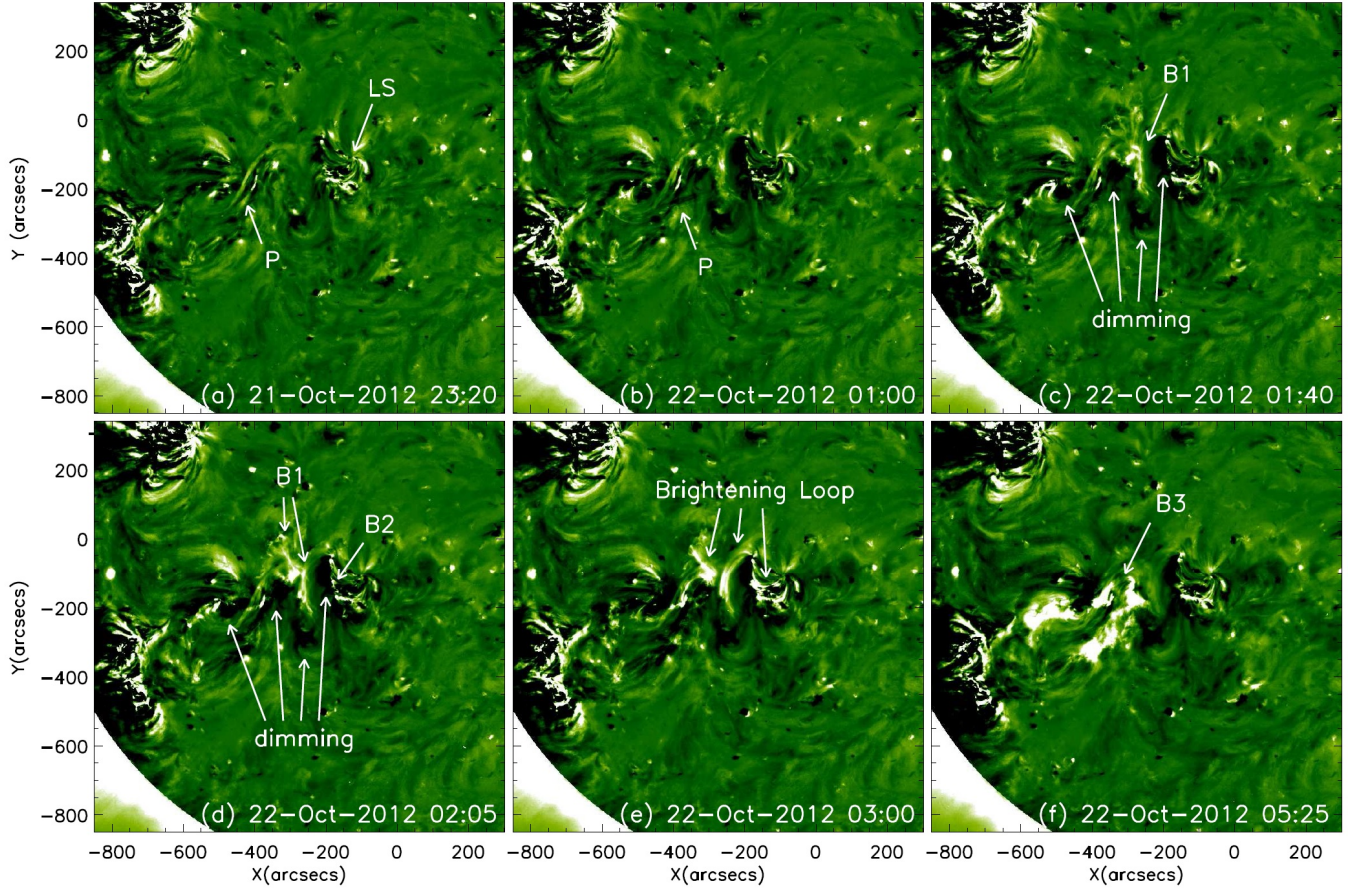 LS
P
(a) 21-Oct-2012 23:20
P
(b) 22-Oct-2012 01:00
B1
dimming
(c) 22-Oct-2012 01:40
200
0
-200
-400
-600
-800
Y (arcsecs)
B1
B2
dimming
(d) 22-Oct-2012 02:05
Brightening Loop
(e) 22-Oct-2012 03:00
B3
(f) 22-Oct-2012 05:25
200
0
-200
-400
-600
-800
Y(arcsecs)
-800 -600 -400 -200 0 200
X(arcsecs)
-800 -600 -400 -200 0 200
X(arcsecs)
-800 -600 -400 -200 0 200
X(arcsecs)